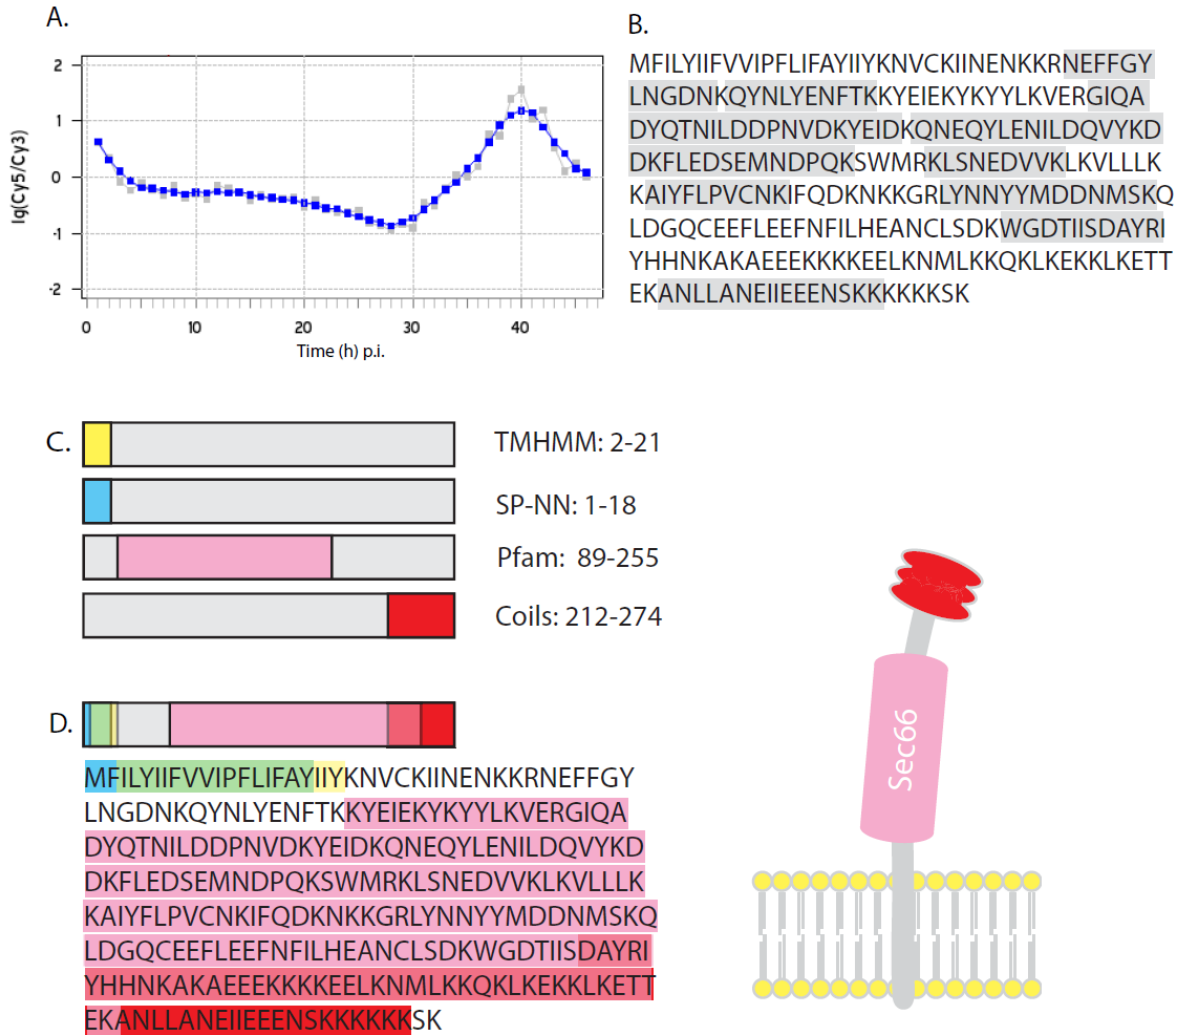 A.
2
1
0
-1
-2
lg(Cy5/Cy3)
0
10
20
30
40
Time (h) p.i.
B.
MFILYIIFVVIPFLIFAYIIYKNVCKIINENKKRNEFFGY
LNGDNKQYNLYENFTKKYEIEKYKYYLKVERGIQA
DYQTNILDDPNVDKYEIDKQNEQYLENILDQVYKD
DKFLEDSEMNDPQKSWMRKLSNEDVVKLKVLLLK
KAIYFLPVCNKIFQDKNKKGRLYNNYYMDDNMSKQ
LDGQCEEFLEEFNFILHEANCLSDKWGDTIISDAYRI
YHHNKAKAEEEKKKKEELKNMLKKQKLKEKKLKETT
EKANLLANEIIEEENSKKKKKKSK
C.
TMHMM: 2-21
SP-NN: 1-18
Pfam: 89-255
Coils: 212-274
D.
MFILYIIFVVIPFLIFAYIIYKNVCKIINENKKRNEFFGY
LNGDNKQYNLYENFTKKYEIEKYKYYLKVERGIQA
DYQTNILDDPNVDKYEIDKQNEQYLENILDQVYKD
DKFLEDSEMNDPQKSWMRKLSNEDVVKLKVLLLK
KAIYFLPVCNKIFQDKNKKGRLYNNYYMDDNMSKQ
LDGQCEEFLEEFNFILHEANCLSDKWGDTIISDAYRI
YHHNKAKAEEEKKKKEELKNMLKKQKLKEKKLKETT
EKANLLANEIIEEENSKKKKKKSK
Sec66